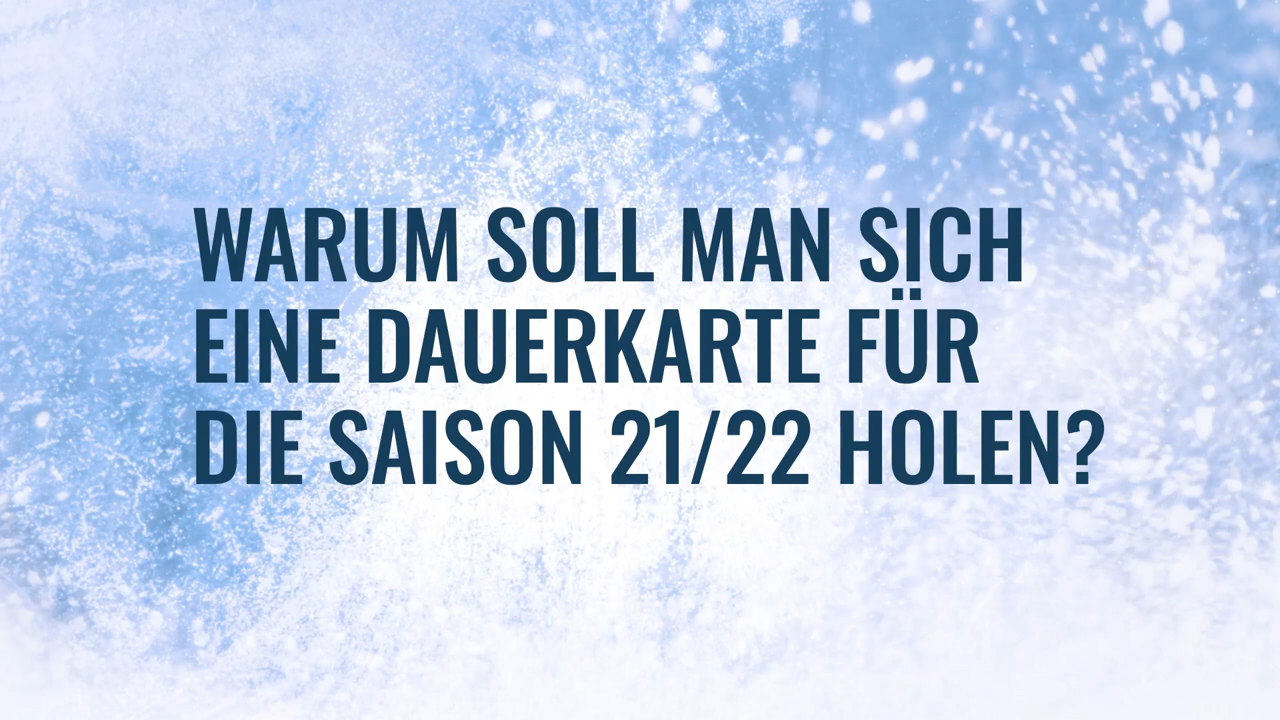 WARUM SOLL MAN SICH
EINE DAUERKARTE FÜR
DIE SAISON 21/22 HOLEN?